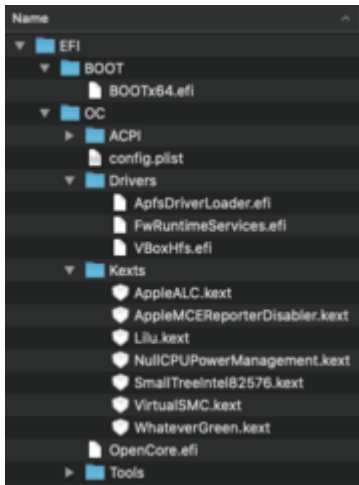 Name
EFI
BOOT
BOOTx64.efi
OC
ACPI
config.plist
Drivers
ApfsDriverLoader.efi
FwRuntimeServices.efi
VBoxHfs.efi
Kexts
AppleALC.kext
AppleMCEReporterDisabler.kext
Lilu.kext
NullCPUPowerManagement.kext
SmallTreeIntel82576.kext
VirtualSMC.kext
WhateverGreen.kext
OpenCore.efi
Tools